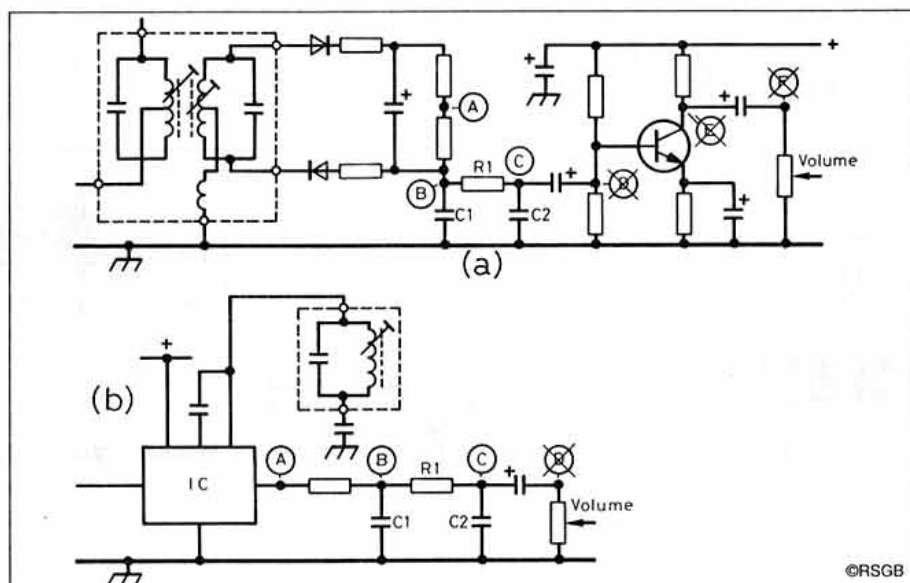 +
+
+
A
F
E
R1
C
Volume
B
D
+
+
C1
C2
(a)
+
(b)
A
B
R1
C
+
D
IC
C1
C2
Volume
©RSGB